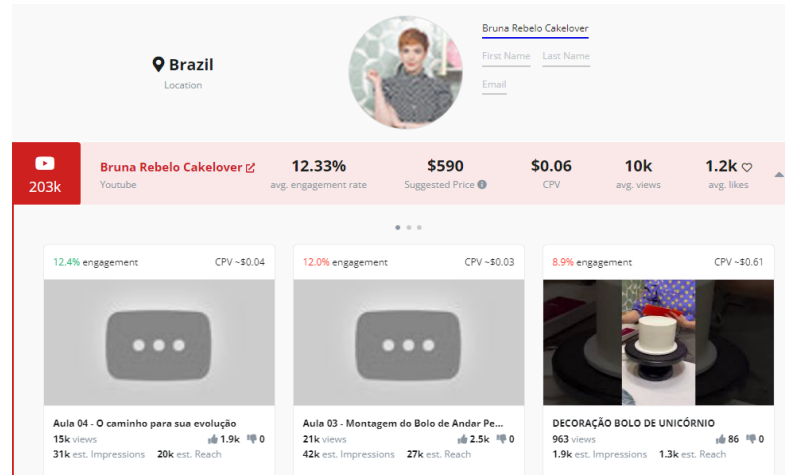 Bruna Rebelo Cakelover
First Name Last Name
Email
Brazil
Location
203k
Bruna Rebelo Cakelover
Youtube
12.33%
avg. engagement rate
$590
Suggested Price
$0.06
CPV
10k
avg. views
1.2k
avg. likes
12.4% engagement CPV ~$0.04
Aula 04 - O caminho para sua evolução
15k views 1.9k 0
31k est. Impressions 20k est. Reach
12.0% engagement CPV ~$0.03
Aula 03 - Montagem do Bolo de Andar Pe...
21k views 2.5k 0
42k est. Impressions 27k est. Reach
8.9% engagement CPV ~$0.61
DECORAÇÃO BOLO DE UNICÓRNIO
963 views 86 0
1.9k est. Impressions 1.3k est. Reach